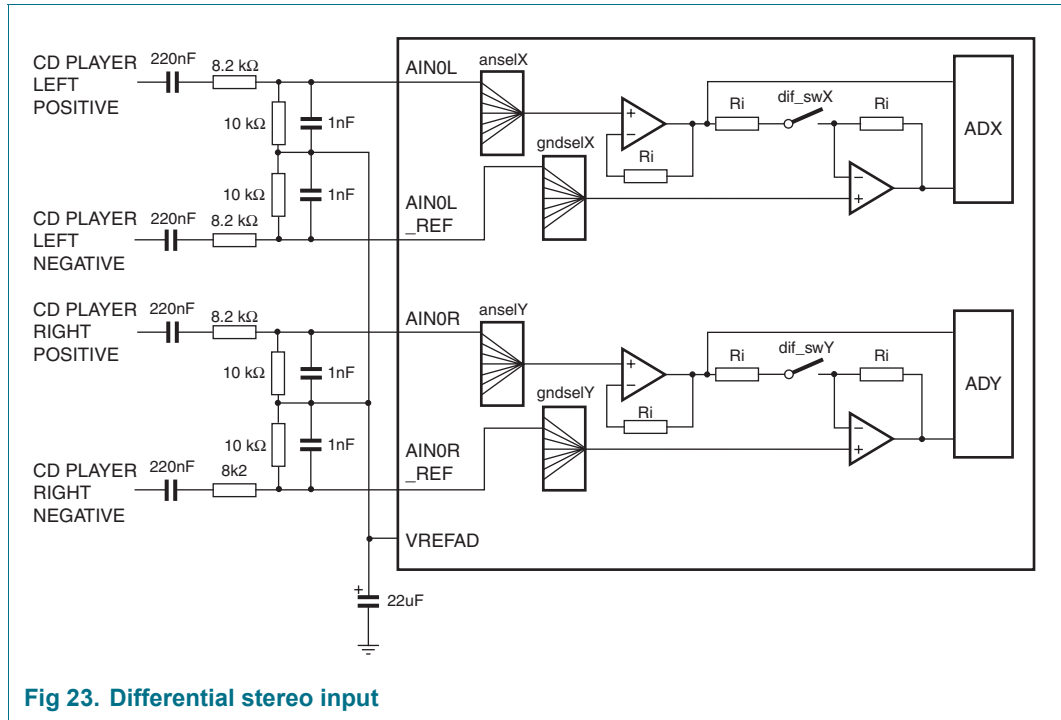 CD PLAYER
LEFT
POSITIVE
220nF
8.2 kΩ
10 kΩ
1nF
10 kΩ
1nF
CD PLAYER
LEFT
NEGATIVE
220nF
8.2 kΩ
AIN0L
AIN0L
_REF
anselX
gndselX
Ri
Ri
dif_swX
Ri
ADX
+
−
−
+
CD PLAYER
RIGHT
POSITIVE
220nF
8.2 kΩ
10 kΩ
1nF
10 kΩ
1nF
CD PLAYER
RIGHT
NEGATIVE
220nF
8k2
AIN0R
AIN0R
_REF
anselY
gndselY
Ri
Ri
dif_swY
Ri
ADY
+
−
−
+
VREFAD
+
22uF
Fig 23. Differential stereo input